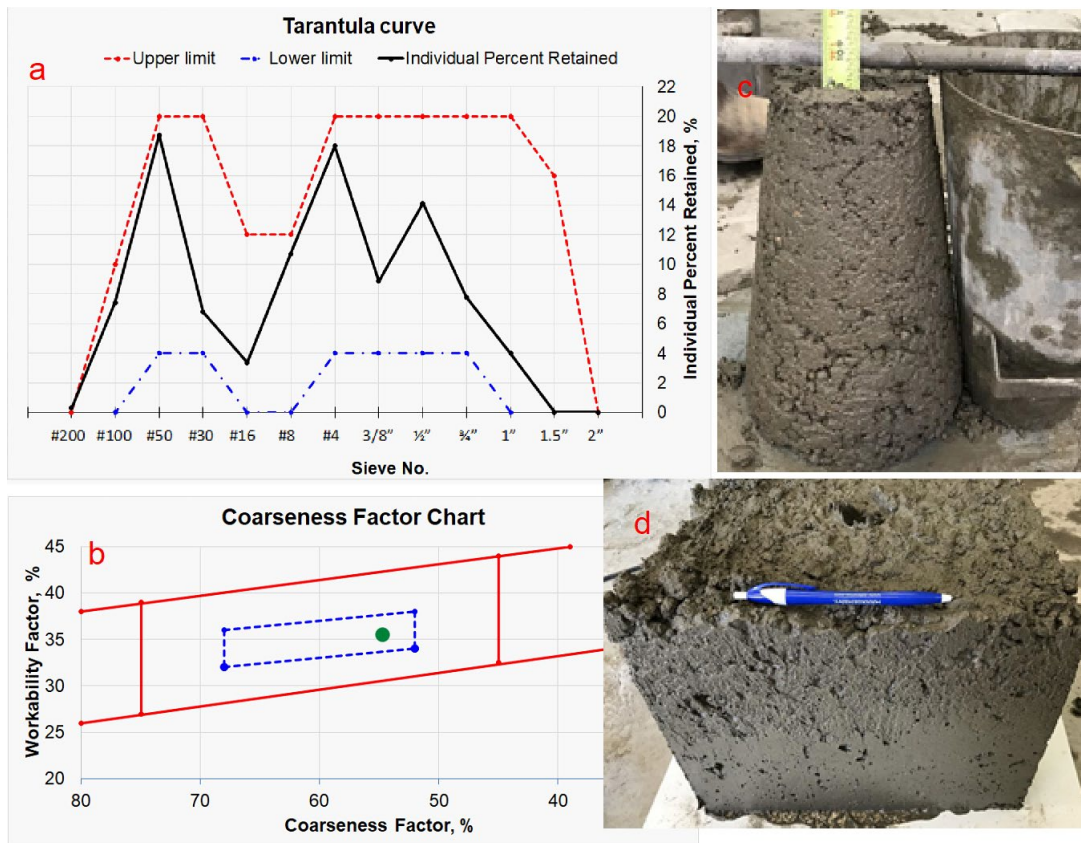 Tarantula curve
Upper limit Lower limit Individual Percent Retained
a
22
20
18
16
14
12
10
8
6
4
2
0
Individual Percent Retained, %
#200 #100 #50 #30 #16 #8 #4 3/8” ½” ¾” 1” 1.5” 2”
Sieve No.
c
Coarseness Factor Chart
b
45
40
35
30
25
20
Workability Factor, %
80 70 60 50 40
Coarseness Factor, %
d